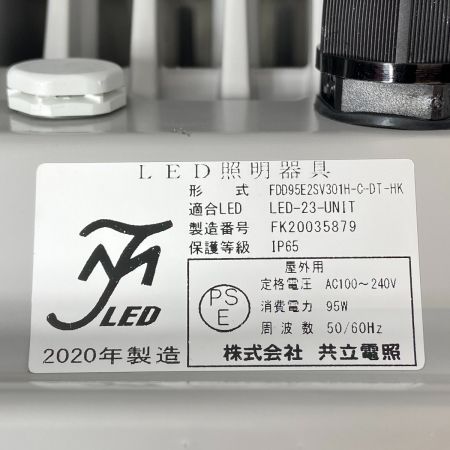 LED照明器具
形 式 FDD95E2SV301H-C-DT-HK
適合LED LED-23-UNIT
製造番号 FK20035879
保護等級 IP65
屋外用
定格電圧 AC100～240V
消費電力 95W
周波数 50/60Hz
PS
E
LED
2020年製造
株式会社 共立電照